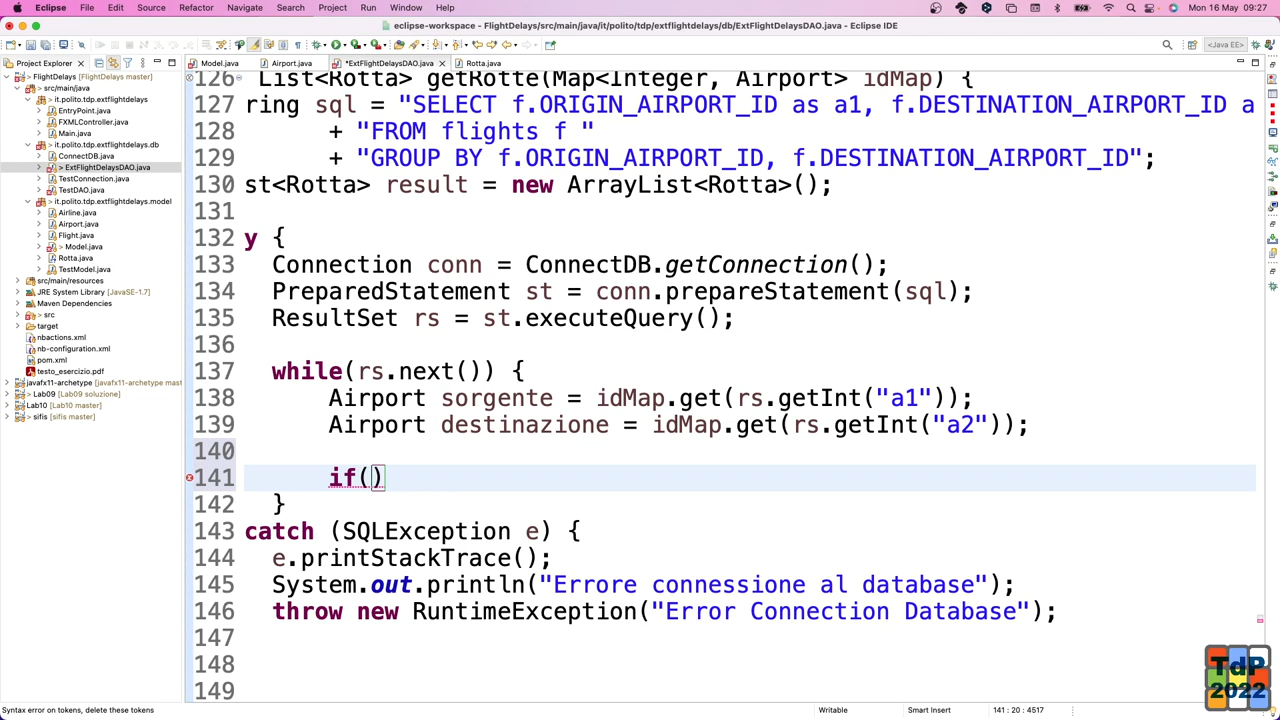 Eclipse File Edit Source Refactor Navigate Search Project Run Window Help Mon 16 May 09:27
eclipse-workspace - FlightDelays/src/main/java/it/polito/tdp/extflightdelays/db/ExtFlightDelaysDAO.java - Eclipse IDE
<Java EE>
Project Explorer
Model.java Airport.java *ExtFlightDelaysDAO.java Rotta.java
FlightDelays [FlightDelays master]
src/main/java
it.polito.tdp.extflightdelays
EntryPoint.java
FXMLController.java
Main.java
it.polito.tdp.extflightdelays.db
ConnectDB.java
> ExtFlightDelaysDAO.java
TestConnection.java
TestDAO.java
it.polito.tdp.extflightdelays.model
Airline.java
Airport.java
Flight.java
> Model.java
Rotta.java
TestModel.java
src/main/resources
JRE System Library [JavaSE-1.7]
Maven Dependencies
> src
target
nbactions.xml
nb-configuration.xml
pom.xml
testo_esercizio.pdf
javafx11-archetype [javafx11-archetype mast
> Lab09 [Lab09 soluzione]
Lab10 [Lab10 master]
> sifis [sifis master]
126 List<Rotta> getRotte(Map<Integer, Airport> idMap) {
127 ring sql = "SELECT f.ORIGIN_AIRPORT_ID as a1, f.DESTINATION_AIRPORT_ID a
128 + "FROM flights f "
129 + "GROUP BY f.ORIGIN_AIRPORT_ID, f.DESTINATION_AIRPORT_ID";
130 st<Rotta> result = new ArrayList<Rotta>();
131
132 y {
133 Connection conn = ConnectDB.getConnection();
134 PreparedStatement st = conn.prepareStatement(sql);
135 ResultSet rs = st.executeQuery();
136
137 while(rs.next()) {
138 Airport sorgente = idMap.get(rs.getInt("a1"));
139 Airport destinazione = idMap.get(rs.getInt("a2"));
140
141 if()
142 }
143 catch (SQLException e) {
144 e.printStackTrace();
145 System.out.println("Errore connessione al database");
146 throw new RuntimeException("Error Connection Database");
147
148
149
TdP
2022
Syntax error on tokens, delete these tokens Writable Smart Insert 141 : 20 : 4517